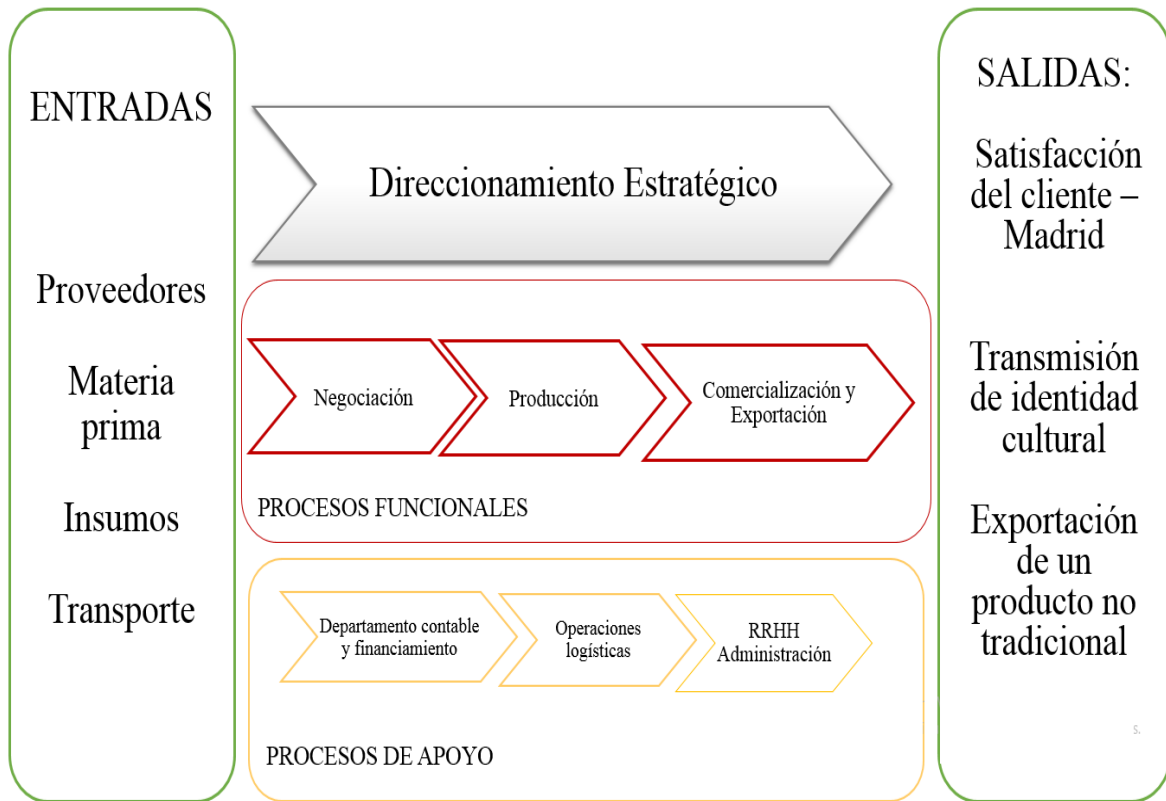 ENTRADAS
Proveedores
Materia
prima
Insumos
Transporte
Direccionamiento Estratégico
Negociación
Producción
Comercialización y
Exportación
PROCESOS FUNCIONALES
Departamento contable
y financiamiento
Operaciones
logísticas
RRHH
Administración
PROCESOS DE APOYO
SALIDAS:
Satisfacción
del cliente –
Madrid
Transmisión
de identidad
cultural
Exportación
de un
producto no
tradicional
s.